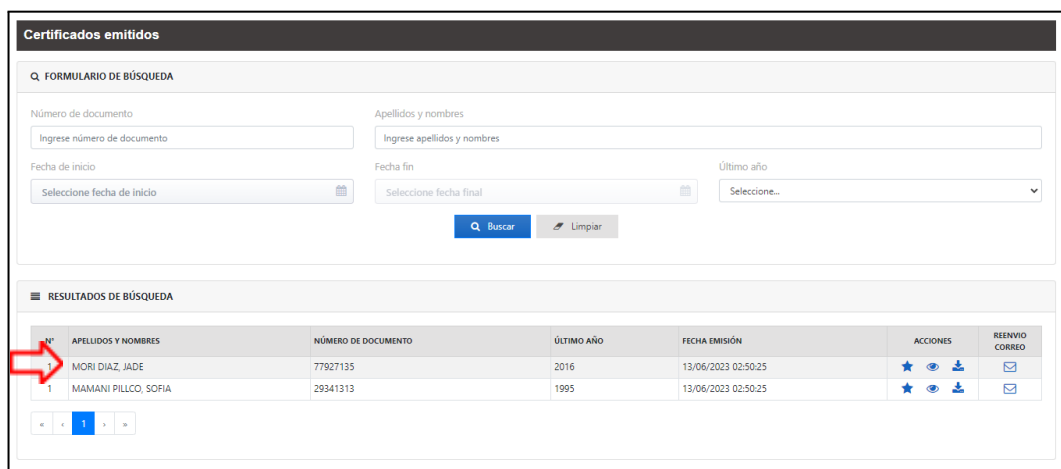 Certificados emitidos
FORMULARIO DE BÚSQUEDA
Número de documento Apellidos y nombres
Ingrese número de documento Ingrese apellidos y nombres
Fecha de inicio Fecha fin Último año
Seleccione fecha de inicio Seleccione fecha final Seleccione...
Buscar Limpiar
RESULTADOS DE BÚSQUEDA
N° APELLIDOS Y NOMBRES NÚMERO DE DOCUMENTO ÚLTIMO AÑO FECHA EMISIÓN ACCIONES REENVIO CORREO
1 MORI DIAZ, JADE 77927135 2016 13/06/2023 02:50:25
1 MAMANI PILLCO, SOFIA 29341313 1995 13/06/2023 02:50:25
« ‹ 1 › »